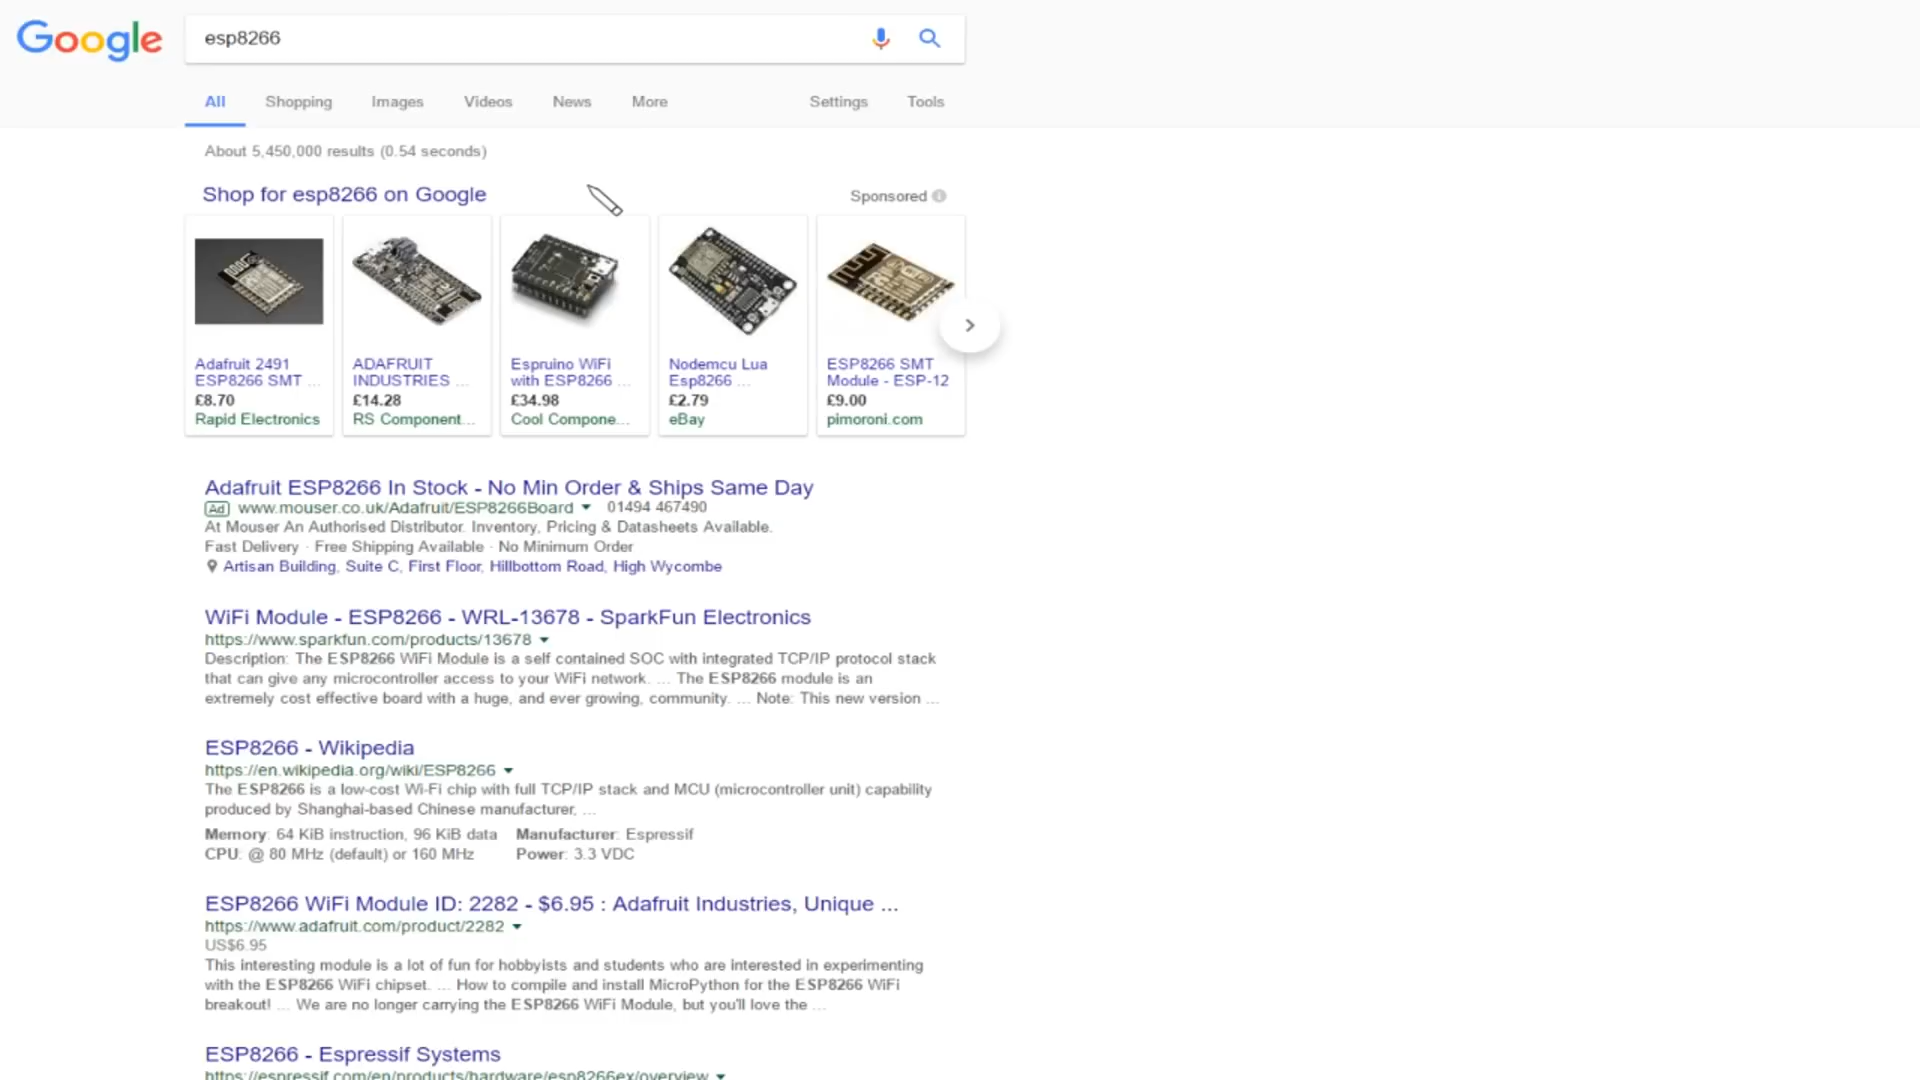 Google
esp8266
All Shopping Images Videos News More Settings Tools
About 5,450,000 results (0.54 seconds)
Shop for esp8266 on Google
Sponsored
Adafruit 2491
ESP8266 SMT ...
£8.70
Rapid Electronics
ADAFRUIT
INDUSTRIES ...
£14.28
RS Component...
Espruino WiFi
with ESP8266 ...
£34.98
Cool Compone...
Nodemcu Lua
Esp8266 ...
£2.79
eBay
ESP8266 SMT
Module - ESP-12
£9.00
pimoroni.com
Adafruit ESP8266 In Stock - No Min Order & Ships Same Day
Ad www.mouser.co.uk/Adafruit/ESP8266Board 01494 467490
At Mouser An Authorised Distributor. Inventory, Pricing & Datasheets Available.
Fast Delivery · Free Shipping Available · No Minimum Order
Artisan Building, Suite C, First Floor, Hillbottom Road, High Wycombe
WiFi Module - ESP8266 - WRL-13678 - SparkFun Electronics
https://www.sparkfun.com/products/13678
Description: The ESP8266 WiFi Module is a self contained SOC with integrated TCP/IP protocol stack
that can give any microcontroller access to your WiFi network. ... The ESP8266 module is an
extremely cost effective board with a huge, and ever growing, community. ... Note: This new version ...
ESP8266 - Wikipedia
https://en.wikipedia.org/wiki/ESP8266
The ESP8266 is a low-cost Wi-Fi chip with full TCP/IP stack and MCU (microcontroller unit) capability
produced by Shanghai-based Chinese manufacturer, ...
Memory: 64 KiB instruction, 96 KiB data Manufacturer: Espressif
CPU: @ 80 MHz (default) or 160 MHz Power: 3.3 VDC
ESP8266 WiFi Module ID: 2282 - $6.95 : Adafruit Industries, Unique ...
https://www.adafruit.com/product/2282
US$6.95
This interesting module is a lot of fun for hobbyists and students who are interested in experimenting
with the ESP8266 WiFi chipset. ... How to compile and install MicroPython for the ESP8266 WiFi
breakout! ... We are no longer carrying the ESP8266 WiFi Module, but you'll love the ...
ESP8266 - Espressif Systems
https://espressif.com/en/products/hardware/esp8266ex/overview